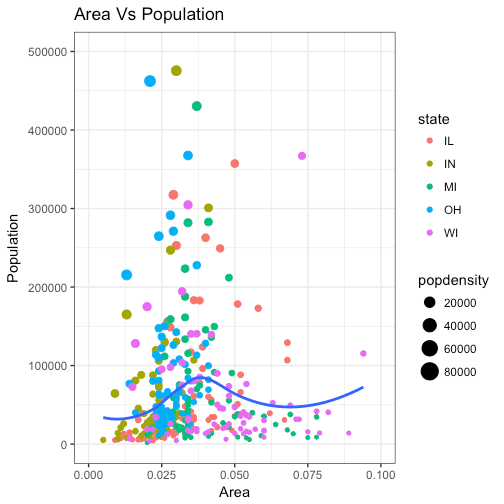 Area Vs Population
500000
400000
300000
200000
100000
0
Population
0.000
0.025
0.050
0.075
0.100
Area
state
IL
IN
MI
OH
WI
popdensity
20000
40000
60000
80000